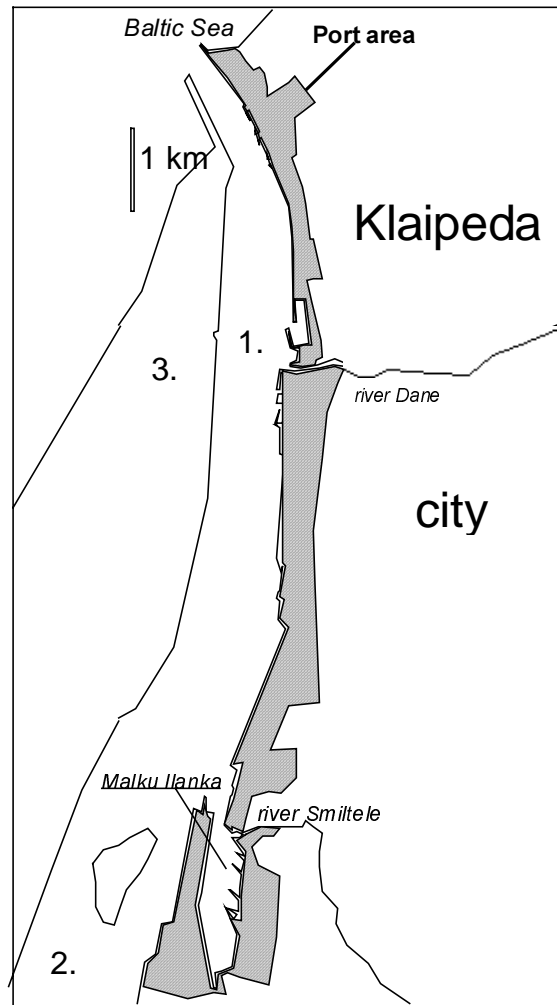 Baltic Sea
Port area
1 km
Klaipeda
1.
3.
river Dane
city
Malku Ilanka
river Smiltele
2.